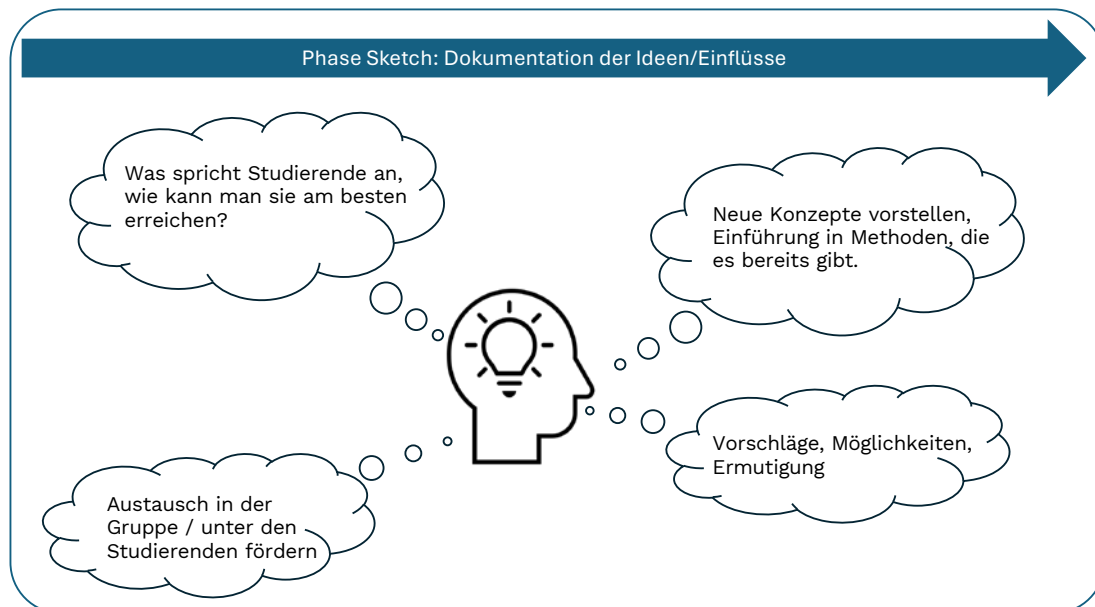 Phase Sketch: Dokumentation der Ideen/Einflüsse
Was spricht Studierende an,
wie kann man sie am besten
erreichen?
Neue Konzepte vorstellen,
Einführung in Methoden, die
es bereits gibt.
Vorschläge, Möglichkeiten,
Ermutigung
Austausch in der
Gruppe / unter den
Studierenden fördern